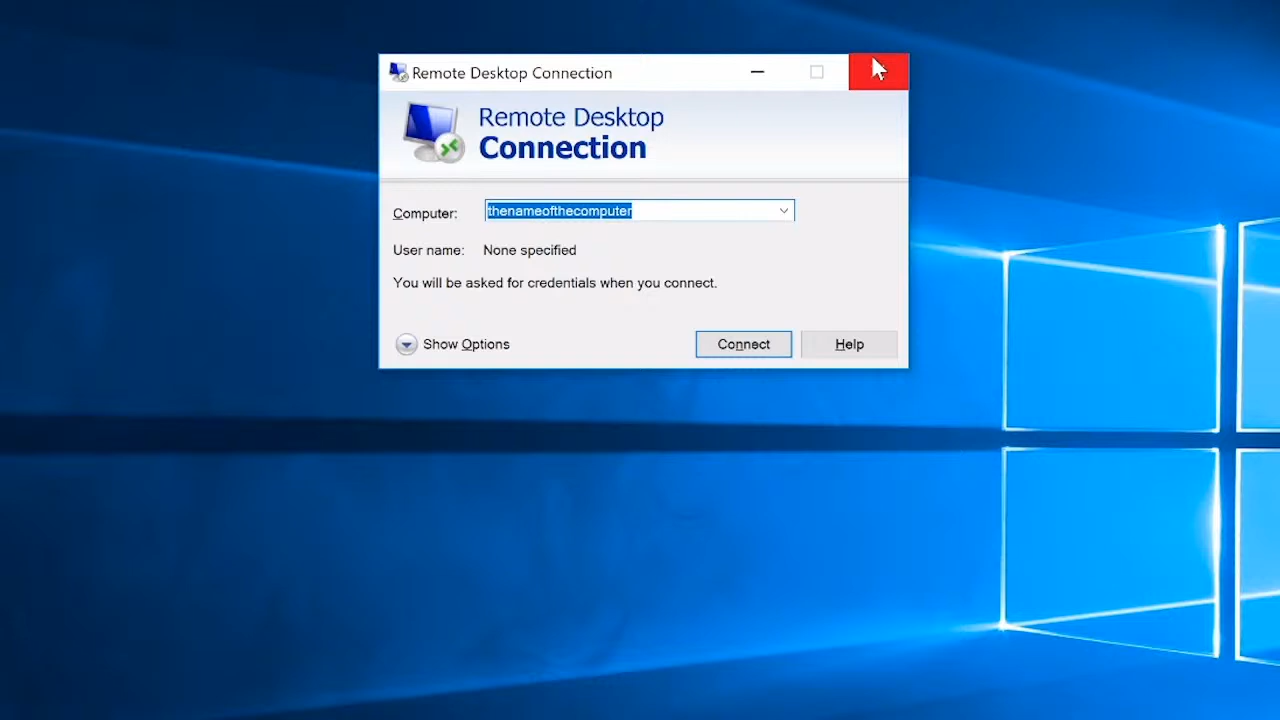 Remote Desktop Connection
Remote Desktop
Connection
Computer: thenameofthecomputer
User name: None specified
You will be asked for credentials when you connect.
Show Options Connect Help